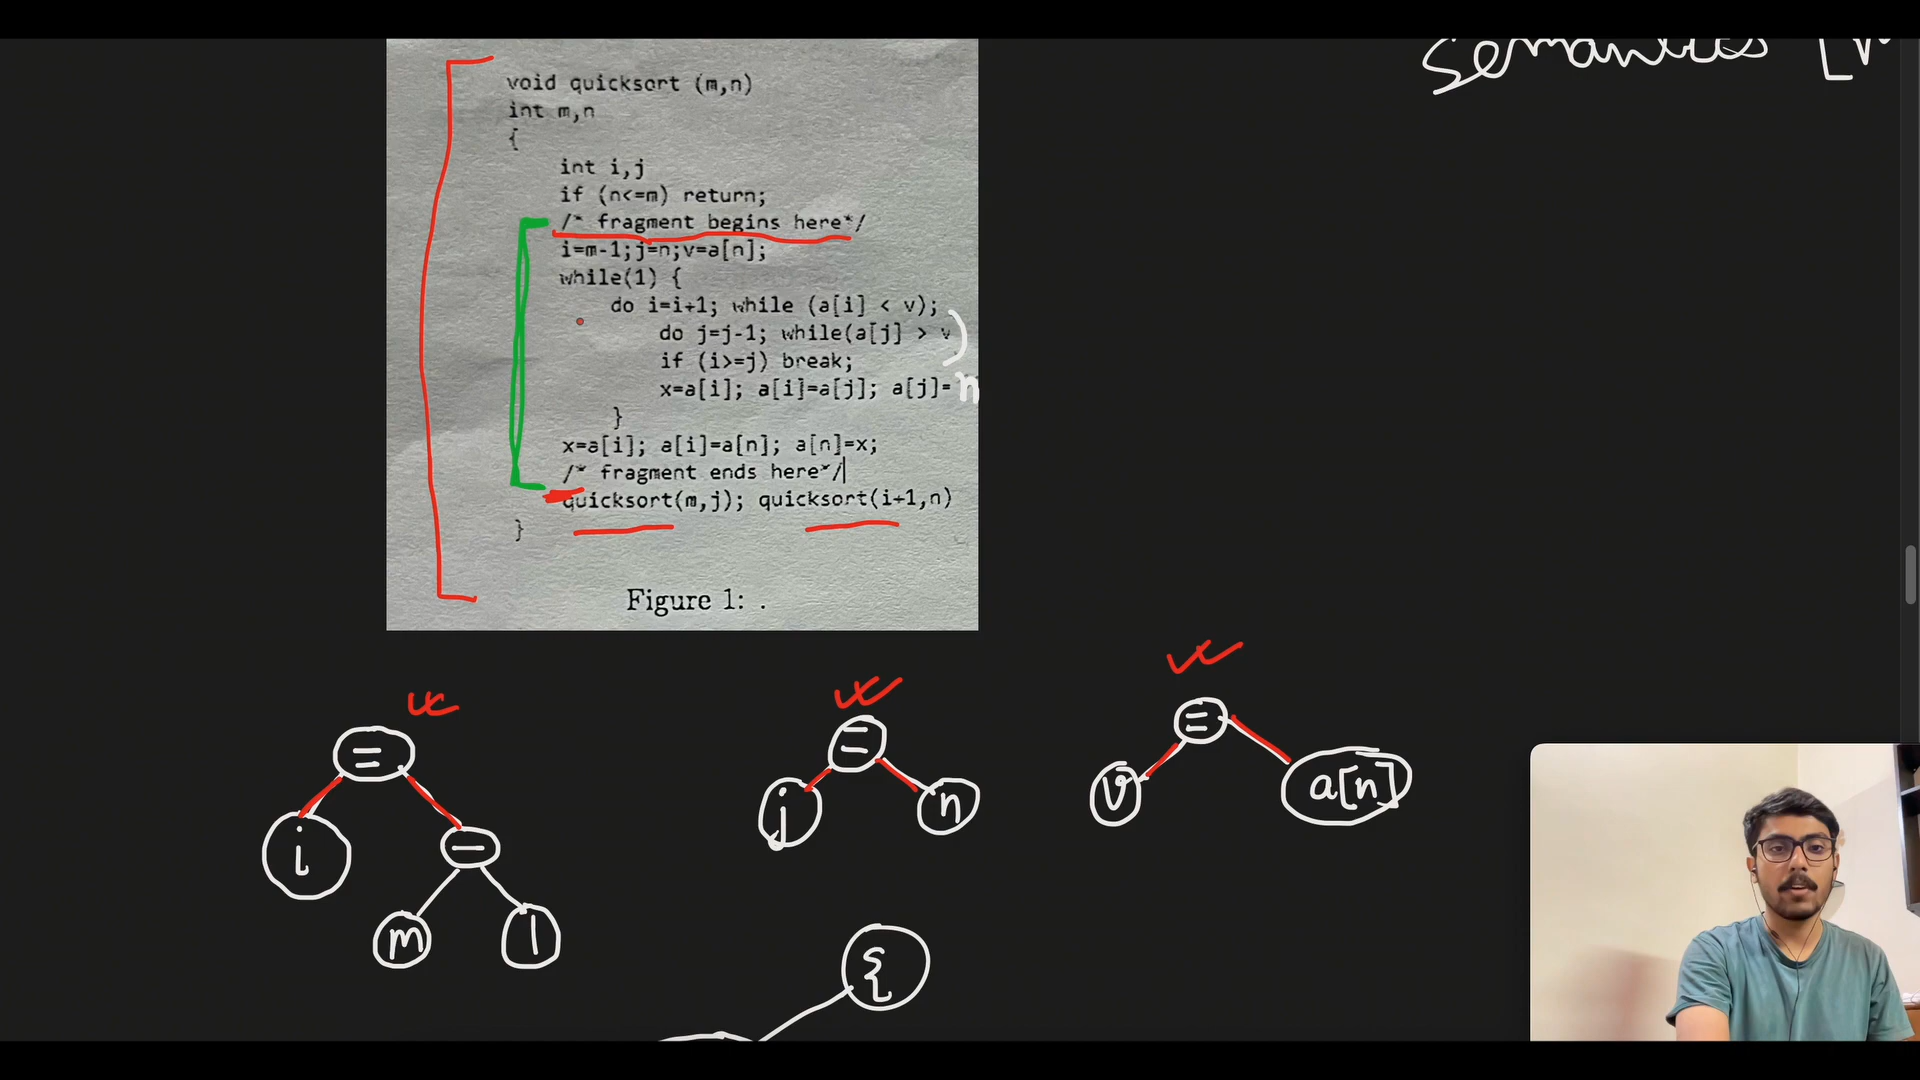 Semantics
void quicksort (m,n)
int m,n
{
int i,j
if (n<=m) return;
/* fragment begins here*/
i=m-1;j=n;v=a[n];
while(1) {
do i=i+1; while (a[i] < v);
do j=j-1; while(a[j] > v)
if (i>=j) break;
x=a[i]; a[i]=a[j]; a[j]= n
}
x=a[i]; a[i]=a[n]; a[n]=x;
/* fragment ends here*/
quicksort(m,j); quicksort(i+1,n)
}
Figure 1: .
= = =
i - j n v a[n]
m 1
{